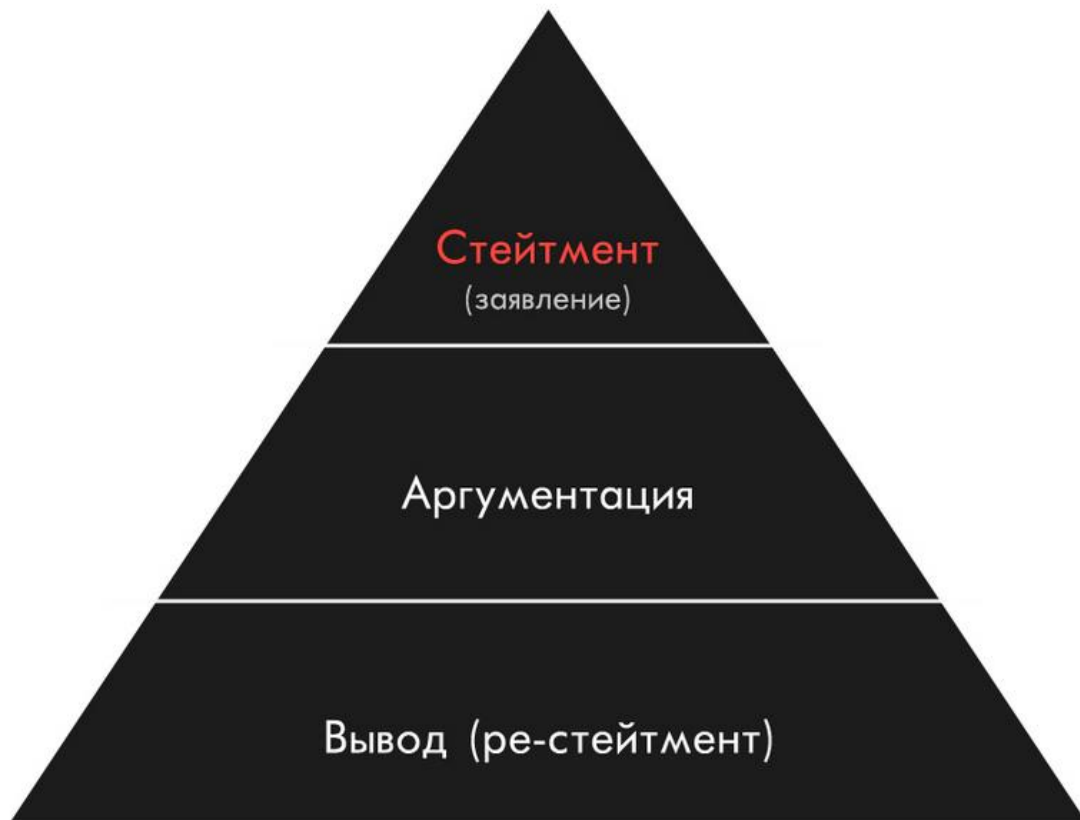 Стейтмент
(заявление)
Аргументация
Вывод (ре-стейтмент)